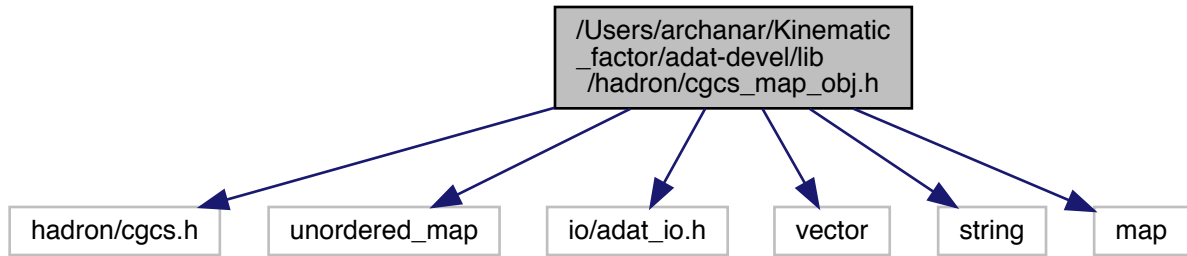 /Users/archanar/Kinematic
_factor/adat-devel/lib
/hadron/cgcs_map_obj.h
hadron/cgcs.h
unordered_map
io/adat_io.h
vector
string
map